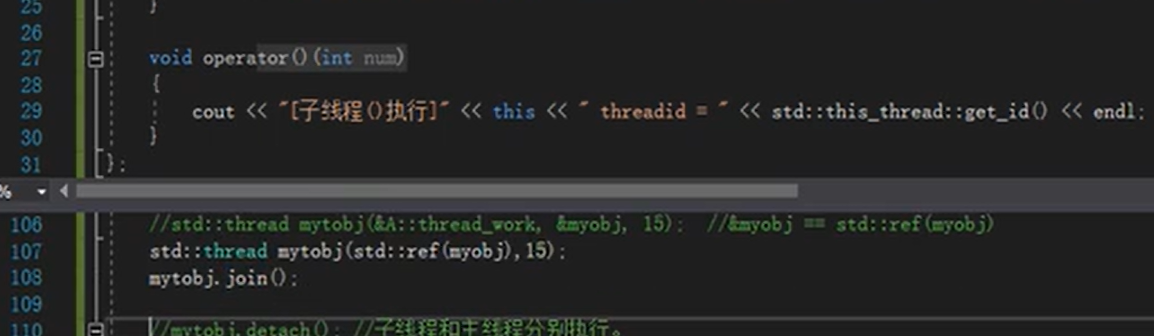 25 }
26
27 void operator()(int num)
28 {
29 cout << "[子线程()执行]" << this << " threadid = " << std::this_thread::get_id() << endl;
30 }
31 };
%
106 //std::thread mytobj(&A::thread_work, &myobj, 15); //&myobj == std::ref(myobj)
107 std::thread mytobj(std::ref(myobj),15);
108 mytobj.join();
109
110 //mytobj.detach(); //子线程和主线程分别执行。